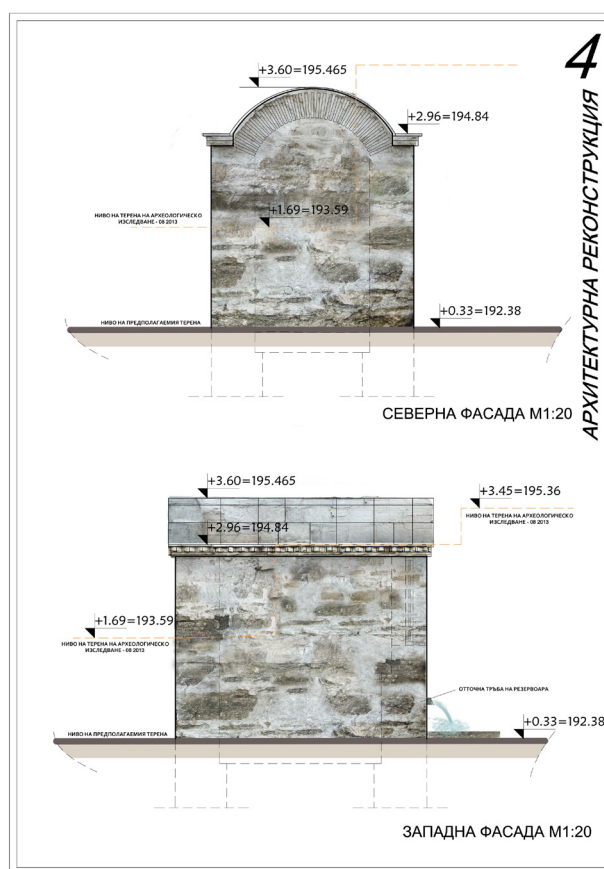 4
АРХИТЕКТУРНА РЕКОНСТРУКЦИЯ
+3.60=195.465
+2.96=194.84
+1.69=193.59
НИВО НА ТЕРЕНА НА АРХЕОЛОГИЧЕСКО
ИЗСЛЕДВАНЕ - 08 2013
+0.33=192.38
НИВО НА ПРЕДПОЛАГАЕМИЯ ТЕРЕНА
СЕВЕРНА ФАСАДА М1:20
+3.60=195.465
+3.45=195.36
НИВО НА ТЕРЕНА НА АРХЕОЛОГИЧЕСКО
ИЗСЛЕДВАНЕ - 08 2013
+2.96=194.84
+1.69=193.59
НИВО НА ТЕРЕНА НА АРХЕОЛОГИЧЕСКО
ИЗСЛЕДВАНЕ - 08 2013
ОТТОЧНА ТРЪБА НА РЕЗЕРВОАРА
+0.33=192.38
НИВО НА ПРЕДПОЛАГАЕМИЯ ТЕРЕНА
ЗАПАДНА ФАСАДА М1:20